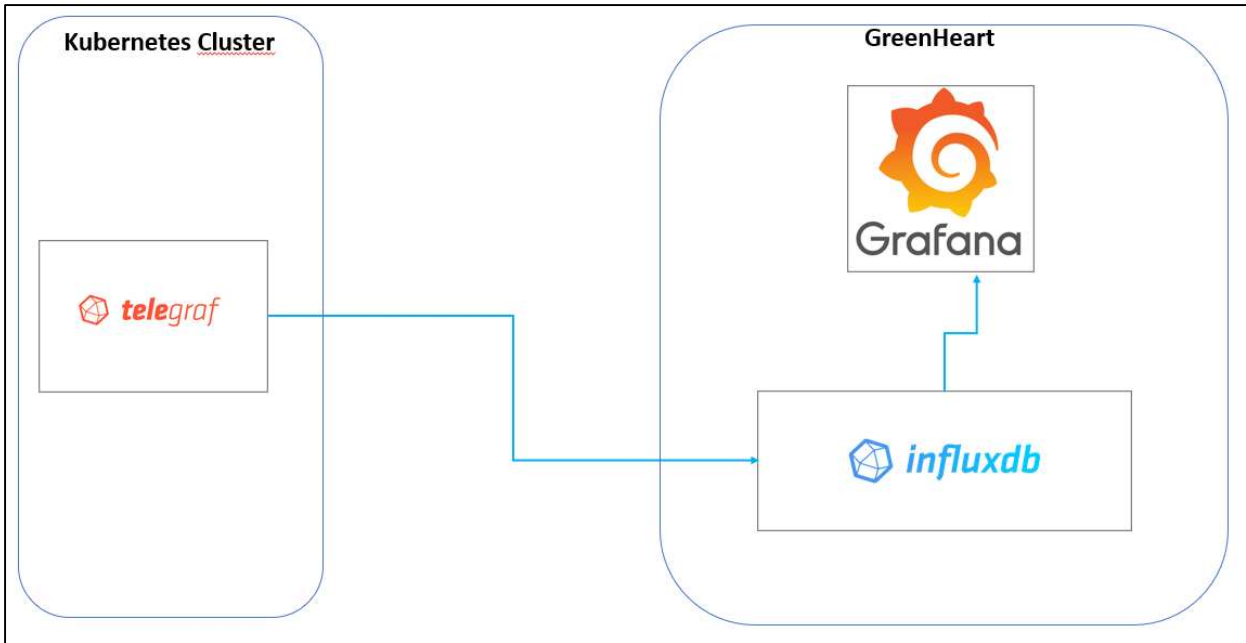 Kubernetes Cluster
GreenHeart
Grafana
telegraf
influxdb